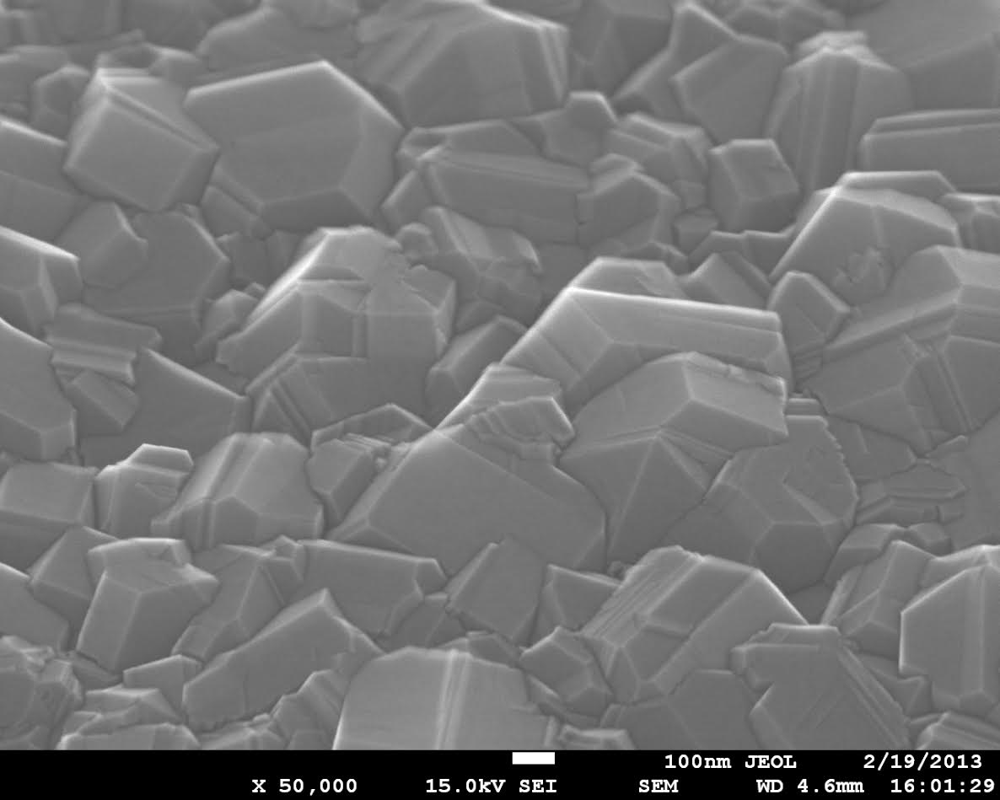 100nm JEOL 2/19/2013
X 50,000 15.0kV SEI SEM WD 4.6mm 16:01:29